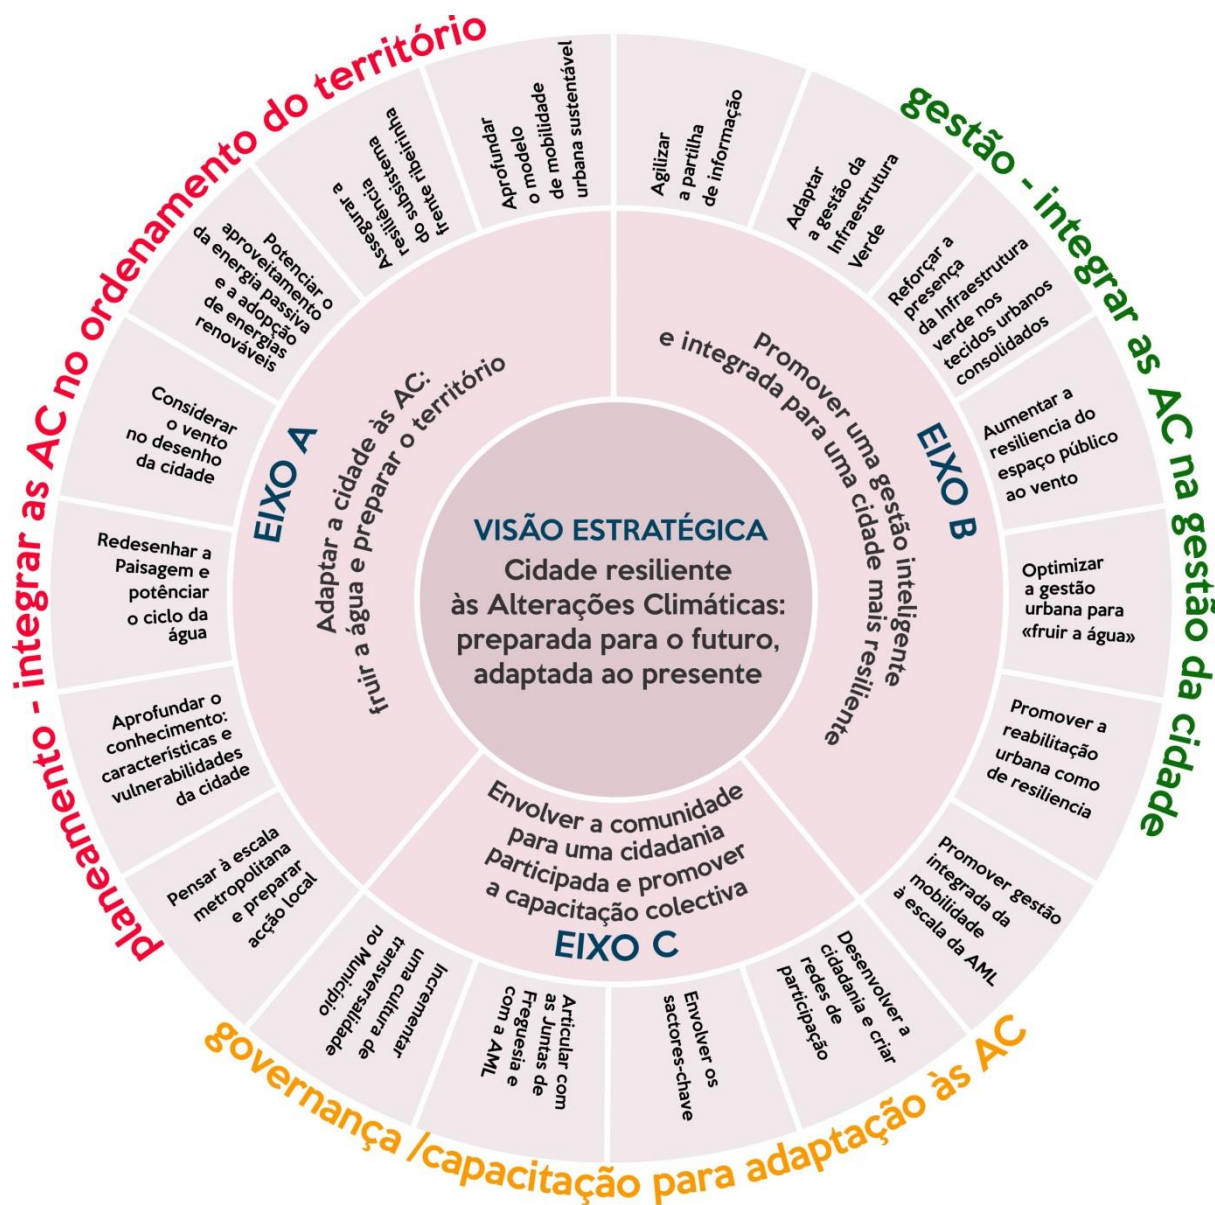 planeamento - integrar as AC no ordenamento do território
gestão - integrar as AC na gestão da cidade
governança /capacitação para adaptação às AC
VISÃO ESTRATÉGICA
Cidade resiliente
às Alterações Climáticas:
preparada para o futuro,
adaptada ao presente
EIXO A
Adaptar a cidade às AC:
fruir a água e preparar o território
EIXO B
Promover uma gestão inteligente
e integrada para uma cidade mais resiliente
Envolver a comunidade
para uma cidadania
participada e promover
a capacitação colectiva
EIXO C
Agilizar
a partilha
de informação
Adaptar
a gestão da
Infraestrutura
Verde
Reforçar a
presença
da Infraestrutura
verde nos
tecidos urbanos
consolidados
Aumentar a
resiliencia do
espaço público
ao vento
Optimizar
a gestão
urbana para
«fruir a água»
Promover a
reabilitação
urbana como
de resiliencia
Promover gestão
integrada da
mobilidade
à escala da AML
Desenvolver a
cidadania e criar
redes de
participação
Envolver os
sactores-chave
Articular com
as Juntas de
Freguesia e
com a AML
Incrementar
uma cultura de
transversalidade
no Município
Pensar à escala
metropolitana
e preparar
acção local
Aprofundar o
conhecimento:
características e
vulnerabilidades
da cidade
Redesenhar a
Paisagem e
potênciar
o ciclo da
água
Considerar
o vento
no desenho
da cidade
Potenciar o
aproveitamento
da energia passiva
e a adopção
de energias
renováveis
Assegurar a
resiliência
do subsistema
frente ribeirinha
Aprofundar
o modelo
de mobilidade
urbana sustentável